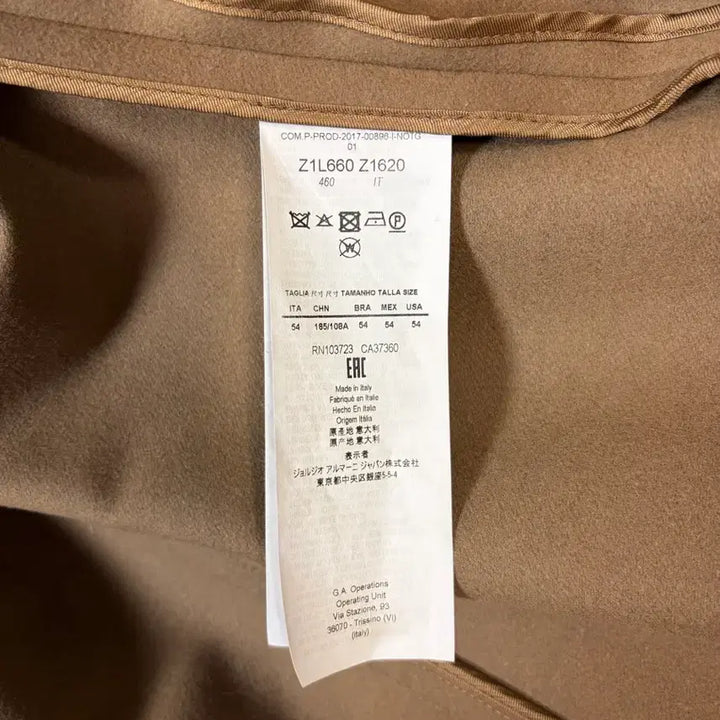 COM.P-PROD-2017-00896-I-NOTG
01
Z1L660 Z1620
460 IT
TAGLIA 尺寸 尺寸 TAMANHO TALLA SIZE
ITA CHN BRA MEX USA
54 185/108A 54 54 54
RN103723 CA37360
EAC
Made in Italy
Fabriqué en Italie
Hecho En Italia
Origem Itália
原產地 意大利
原产地 意大利
表示者
ジョルジオ アルマーニ ジャパン株式会社
東京都中央区銀座5-5-4
G.A. Operations
Operating Unit
Via Stazione, 93
36070 - Trissino (Vi)
(Italy)